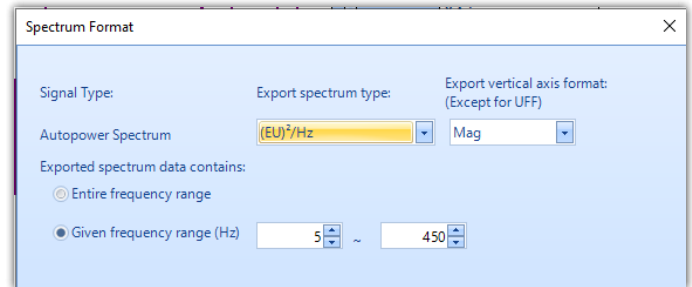 Spectrum Format
Signal Type: Export spectrum type: Export vertical axis format:
(Except for UFF)
Autopower Spectrum (EU)²/Hz Mag
Exported spectrum data contains:
Entire frequency range
Given frequency range (Hz) 5 ~ 450